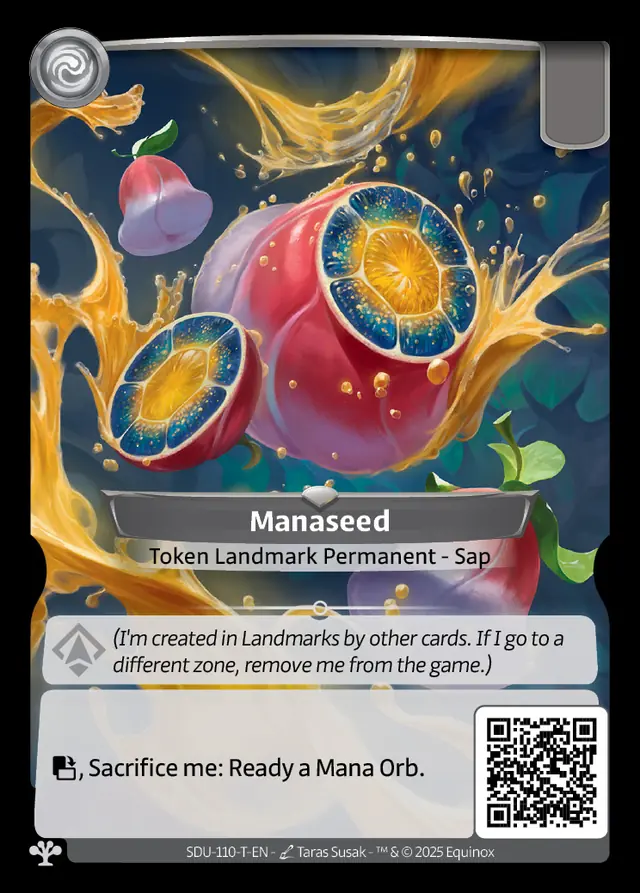 Manaseed
Token Landmark Permanent - Sap
(I'm created in Landmarks by other cards. If I go to a
different zone, remove me from the game.)
, Sacrifice me: Ready a Mana Orb.
SDU-110-T-EN - Taras Susak - ™ & © 2025 Equinox